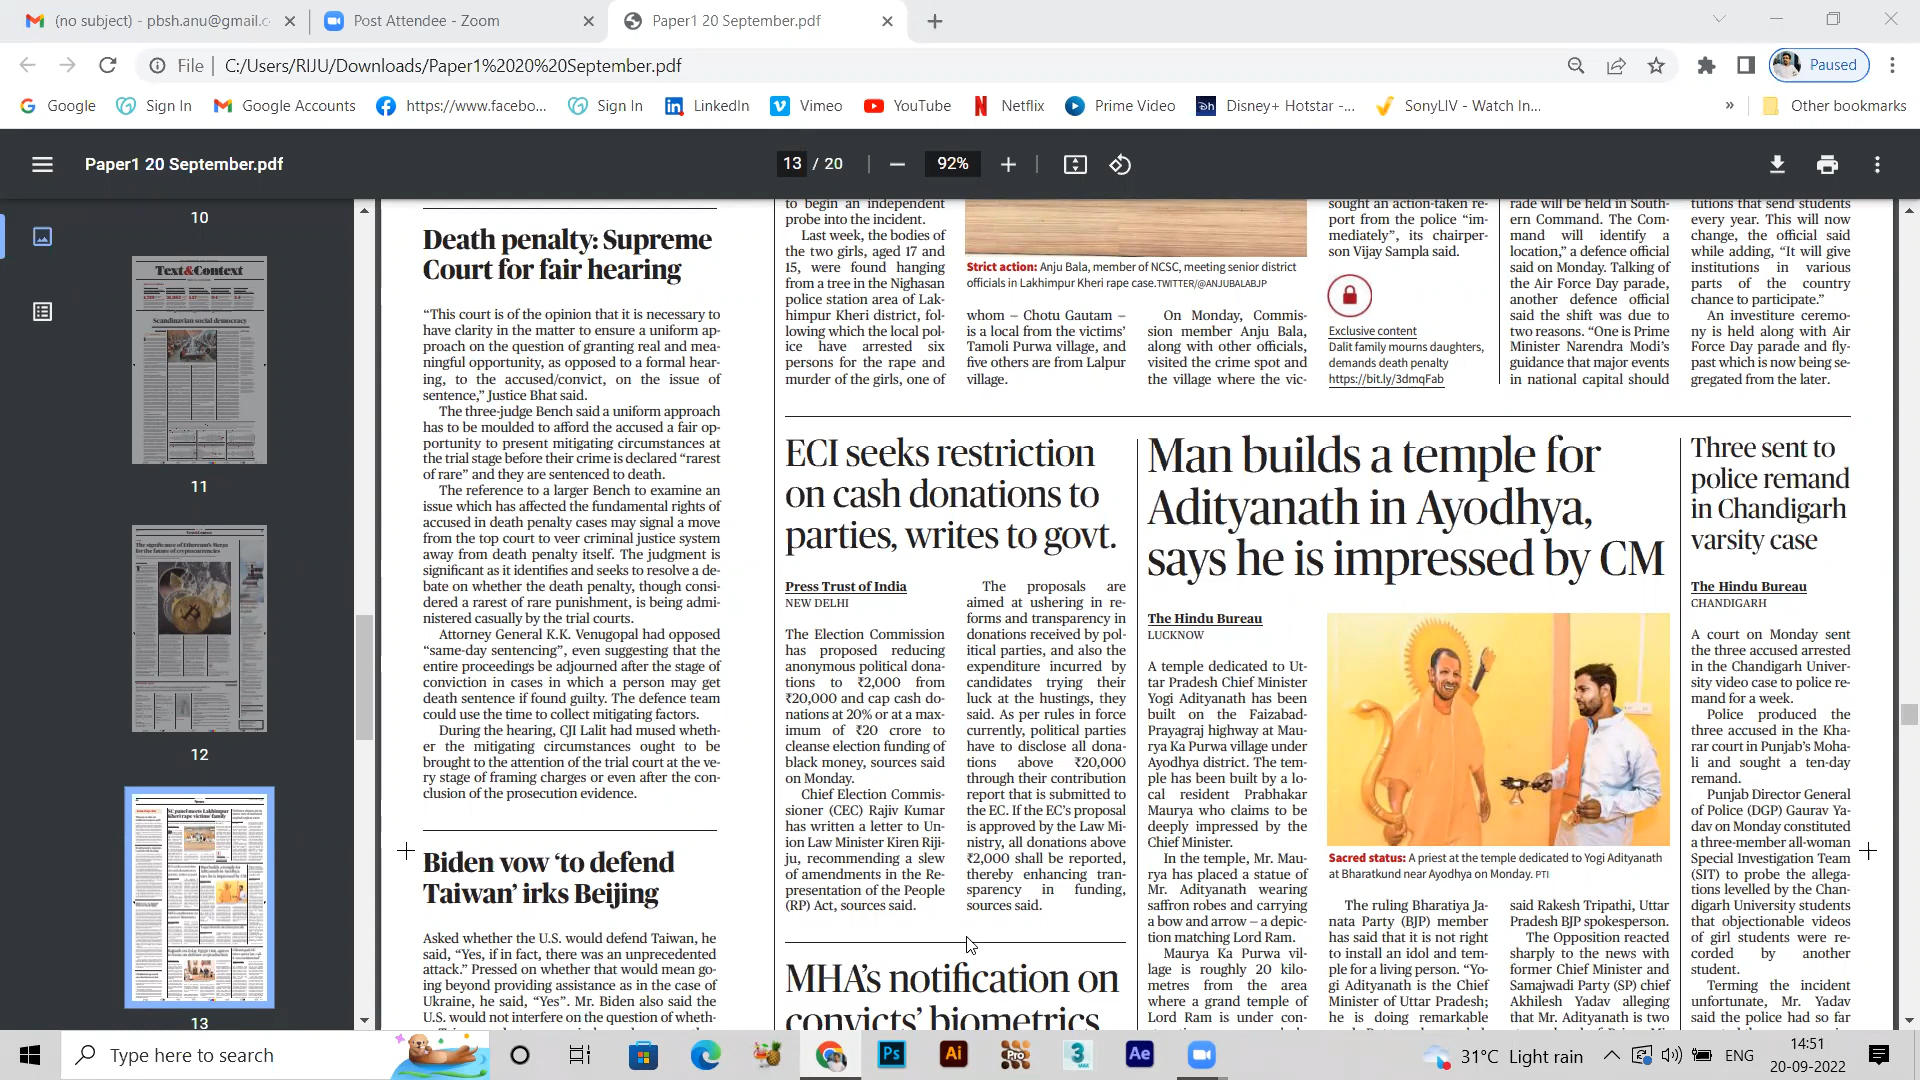 (no subject) - pbsh.anu@gmail.c
Post Attendee - Zoom
Paper1 20 September.pdf
File
C:/Users/RIJU/Downloads/Paper1%2020%20September.pdf
Paused
Google
Sign In
Google Accounts
https://www.facebo...
Sign In
LinkedIn
Vimeo
YouTube
Netflix
Prime Video
Disney+ Hotstar -...
SonyLIV - Watch In...
»
Other bookmarks
Paper1 20 September.pdf
13 / 20
92%
10
Text&Context
Scandinavian social democracy
11
The significance of Ethereum's Merge
for the future of cryptocurrencies
12
13
Death penalty: Supreme
Court for fair hearing
“This court is of the opinion that it is necessary to
have clarity in the matter to ensure a uniform ap-
proach on the question of granting real and mea-
ningful opportunity, as opposed to a formal hear-
ing, to the accused/convict, on the issue of
sentence,” Justice Bhat said.
The three-judge Bench said a uniform approach
has to be moulded to afford the accused a fair op-
portunity to present mitigating circumstances at
the trial stage before their crime is declared “rarest
of rare” and they are sentenced to death.
The reference to a larger Bench to examine an
issue which has affected the fundamental rights of
accused in death penalty cases may signal a move
from the top court to veer criminal justice system
away from death penalty itself. The judgment is
significant as it identifies and seeks to resolve a de-
bate on whether the death penalty, though consi-
dered a rarest of rare punishment, is being admi-
nistered casually by the trial courts.
Attorney General K.K. Venugopal had opposed
“same-day sentencing”, even suggesting that the
entire proceedings be adjourned after the stage of
conviction in cases in which a person may get
death sentence if found guilty. The defence team
could use the time to collect mitigating factors.
During the hearing, CJI Lalit had mused wheth-
er the mitigating circumstances ought to be
brought to the attention of the trial court at the ve-
ry stage of framing charges or even after the con-
clusion of the prosecution evidence.
Biden vow ‘to defend
Taiwan’ irks Beijing
Asked whether the U.S. would defend Taiwan, he
said, “Yes, if in fact, there was an unprecedented
attack.” Pressed on whether that would mean go-
ing beyond providing assistance as in the case of
Ukraine, he said, “Yes”. Mr. Biden also said the
U.S. would not interfere on the question of wheth-
to begin an independent
probe into the incident.
Last week, the bodies of
the two girls, aged 17 and
15, were found hanging
from a tree in the Nighasan
police station area of Lak-
himpur Kheri district, fol-
lowing which the local pol-
ice have arrested six
persons for the rape and
murder of the girls, one of
Strict action: Anju Bala, member of NCSC, meeting senior district
officials in Lakhimpur Kheri rape case. TWITTER/@ANJUBALABJP
whom – Chotu Gautam –
is a local from the victims’
Tamoli Purwa village, and
five others are from Lalpur
village.
On Monday, Commis-
sion member Anju Bala,
along with other officials,
visited the crime spot and
the village where the vic-
sought an action-taken re-
port from the police “im-
mediately”, its chairper-
son Vijay Sampla said.
Exclusive content
Dalit family mourns daughters,
demands death penalty
https://bit.ly/3dmqFab
rade will be held in South-
ern Command. The Com-
mand will identify a
location,” a defence official
said on Monday. Talking of
the Air Force Day parade,
another defence official
said the shift was due to
two reasons. “One is Prime
Minister Narendra Modi’s
guidance that major events
in national capital should
tutions that send students
every year. This will now
change, the official said
while adding, “It will give
institutions in various
parts of the country
chance to participate.”
An investiture ceremo-
ny is held along with Air
Force Day parade and fly-
past which is now being se-
gregated from the later.
ECI seeks restriction
on cash donations to
parties, writes to govt.
Press Trust of India
NEW DELHI
The Election Commission
has proposed reducing
anonymous political dona-
tions to ₹2,000 from
₹20,000 and cap cash do-
nations at 20% or at a max-
imum of ₹20 crore to
cleanse election funding of
black money, sources said
on Monday.
Chief Election Commis-
sioner (CEC) Rajiv Kumar
has written a letter to Un-
ion Law Minister Kiren Riji-
ju, recommending a slew
of amendments in the Re-
presentation of the People
(RP) Act, sources said.
The proposals are
aimed at ushering in re-
forms and transparency in
donations received by pol-
itical parties, and also the
expenditure incurred by
candidates trying their
luck at the hustings, they
said. As per rules in force
currently, political parties
have to disclose all dona-
tions above ₹20,000
through their contribution
report that is submitted to
the EC. If the EC’s proposal
is approved by the Law Mi-
nistry, all donations above
₹2,000 shall be reported,
thereby enhancing tran-
sparency in funding,
sources said.
MHA’s notification on
convicts’ biometrics
Man builds a temple for
Adityanath in Ayodhya,
says he is impressed by CM
The Hindu Bureau
LUCKNOW
A temple dedicated to Ut-
tar Pradesh Chief Minister
Yogi Adityanath has been
built on the Faizabad-
Prayagraj highway at Mau-
rya Ka Purwa village under
Ayodhya district. The tem-
ple has been built by a lo-
cal resident Prabhakar
Maurya who claims to be
deeply impressed by the
Chief Minister.
In the temple, Mr. Mau-
rya has placed a statue of
Mr. Adityanath wearing
saffron robes and carrying
a bow and arrow – a depic-
tion matching Lord Ram.
Maurya Ka Purwa vil-
lage is roughly 20 kilo-
metres from the area
where a grand temple of
Lord Ram is under con-
Sacred status: A priest at the temple dedicated to Yogi Adityanath
at Bharatkund near Ayodhya on Monday. PTI
The ruling Bharatiya Ja-
nata Party (BJP) member
has said that it is not right
to install an idol and tem-
ple for a living person. “Yo-
gi Adityanath is the Chief
Minister of Uttar Pradesh;
he is doing remarkable
said Rakesh Tripathi, Uttar
Pradesh BJP spokesperson.
The Opposition reacted
sharply to the news with
former Chief Minister and
Samajwadi Party (SP) chief
Akhilesh Yadav alleging
that Mr. Adityanath is two
Three sent to
police remand
in Chandigarh
varsity case
The Hindu Bureau
CHANDIGARH
A court on Monday sent
the three accused arrested
in the Chandigarh Univer-
sity video case to police re-
mand for a week.
Police produced the
three accused in the Kha-
rar court in Punjab’s Moha-
li and sought a ten-day
remand.
Punjab Director General
of Police (DGP) Gaurav Ya-
dav on Monday constituted
a three-member all-woman
Special Investigation Team
(SIT) to probe the allega-
tions levelled by the Chan-
digarh University students
that objectionable videos
of girl students were re-
corded by another
student.
Terming the incident
unfortunate, Mr. Yadav
said the police had so far
Type here to search
31°C Light rain
ENG
14:51
20-09-2022